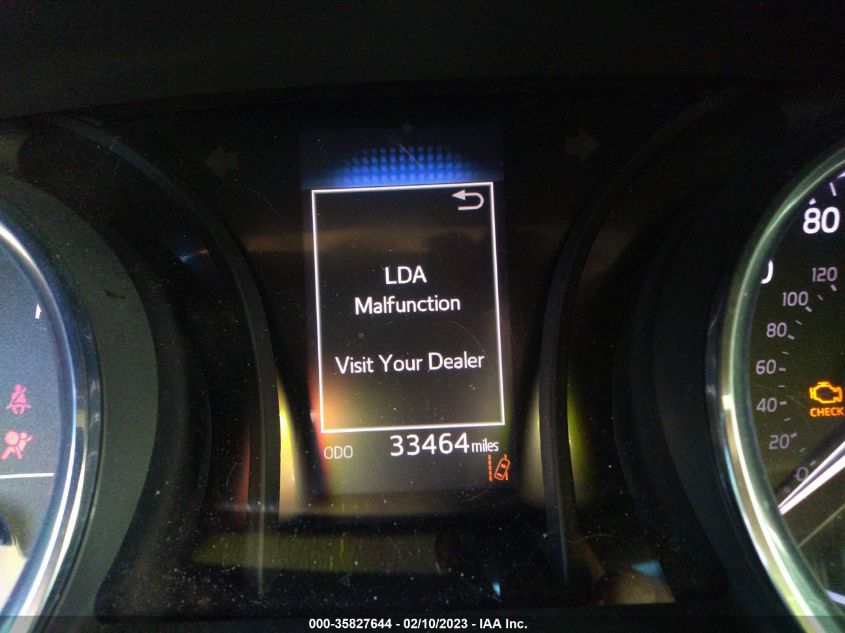 LDA
Malfunction
Visit Your Dealer
ODO 33464 miles
80
120
100
80
60
40
20
0
CHECK
000-35827644 - 02/10/2023 - IAA Inc.